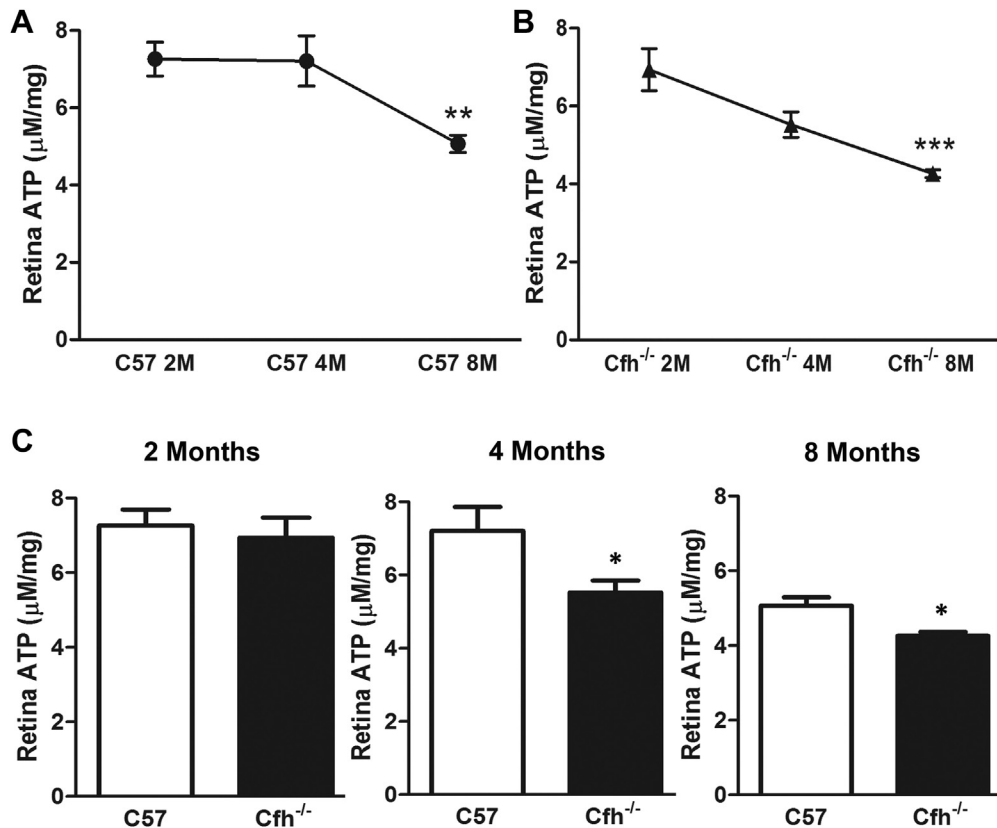 A
Retina ATP (μM/mg)
8
6
4
2
0
**
C57 2M
C57 4M
C57 8M
B
Retina ATP (μM/mg)
8
6
4
2
0
***
Cfh-/- 2M
Cfh-/- 4M
Cfh-/- 8M
C
2 Months
Retina ATP (μM/mg)
8
6
4
2
0
C57
Cfh-/-
4 Months
Retina ATP (μM/mg)
8
6
4
2
0
*
C57
Cfh-/-
8 Months
Retina ATP (μM/mg)
8
6
4
2
0
*
C57
Cfh-/-